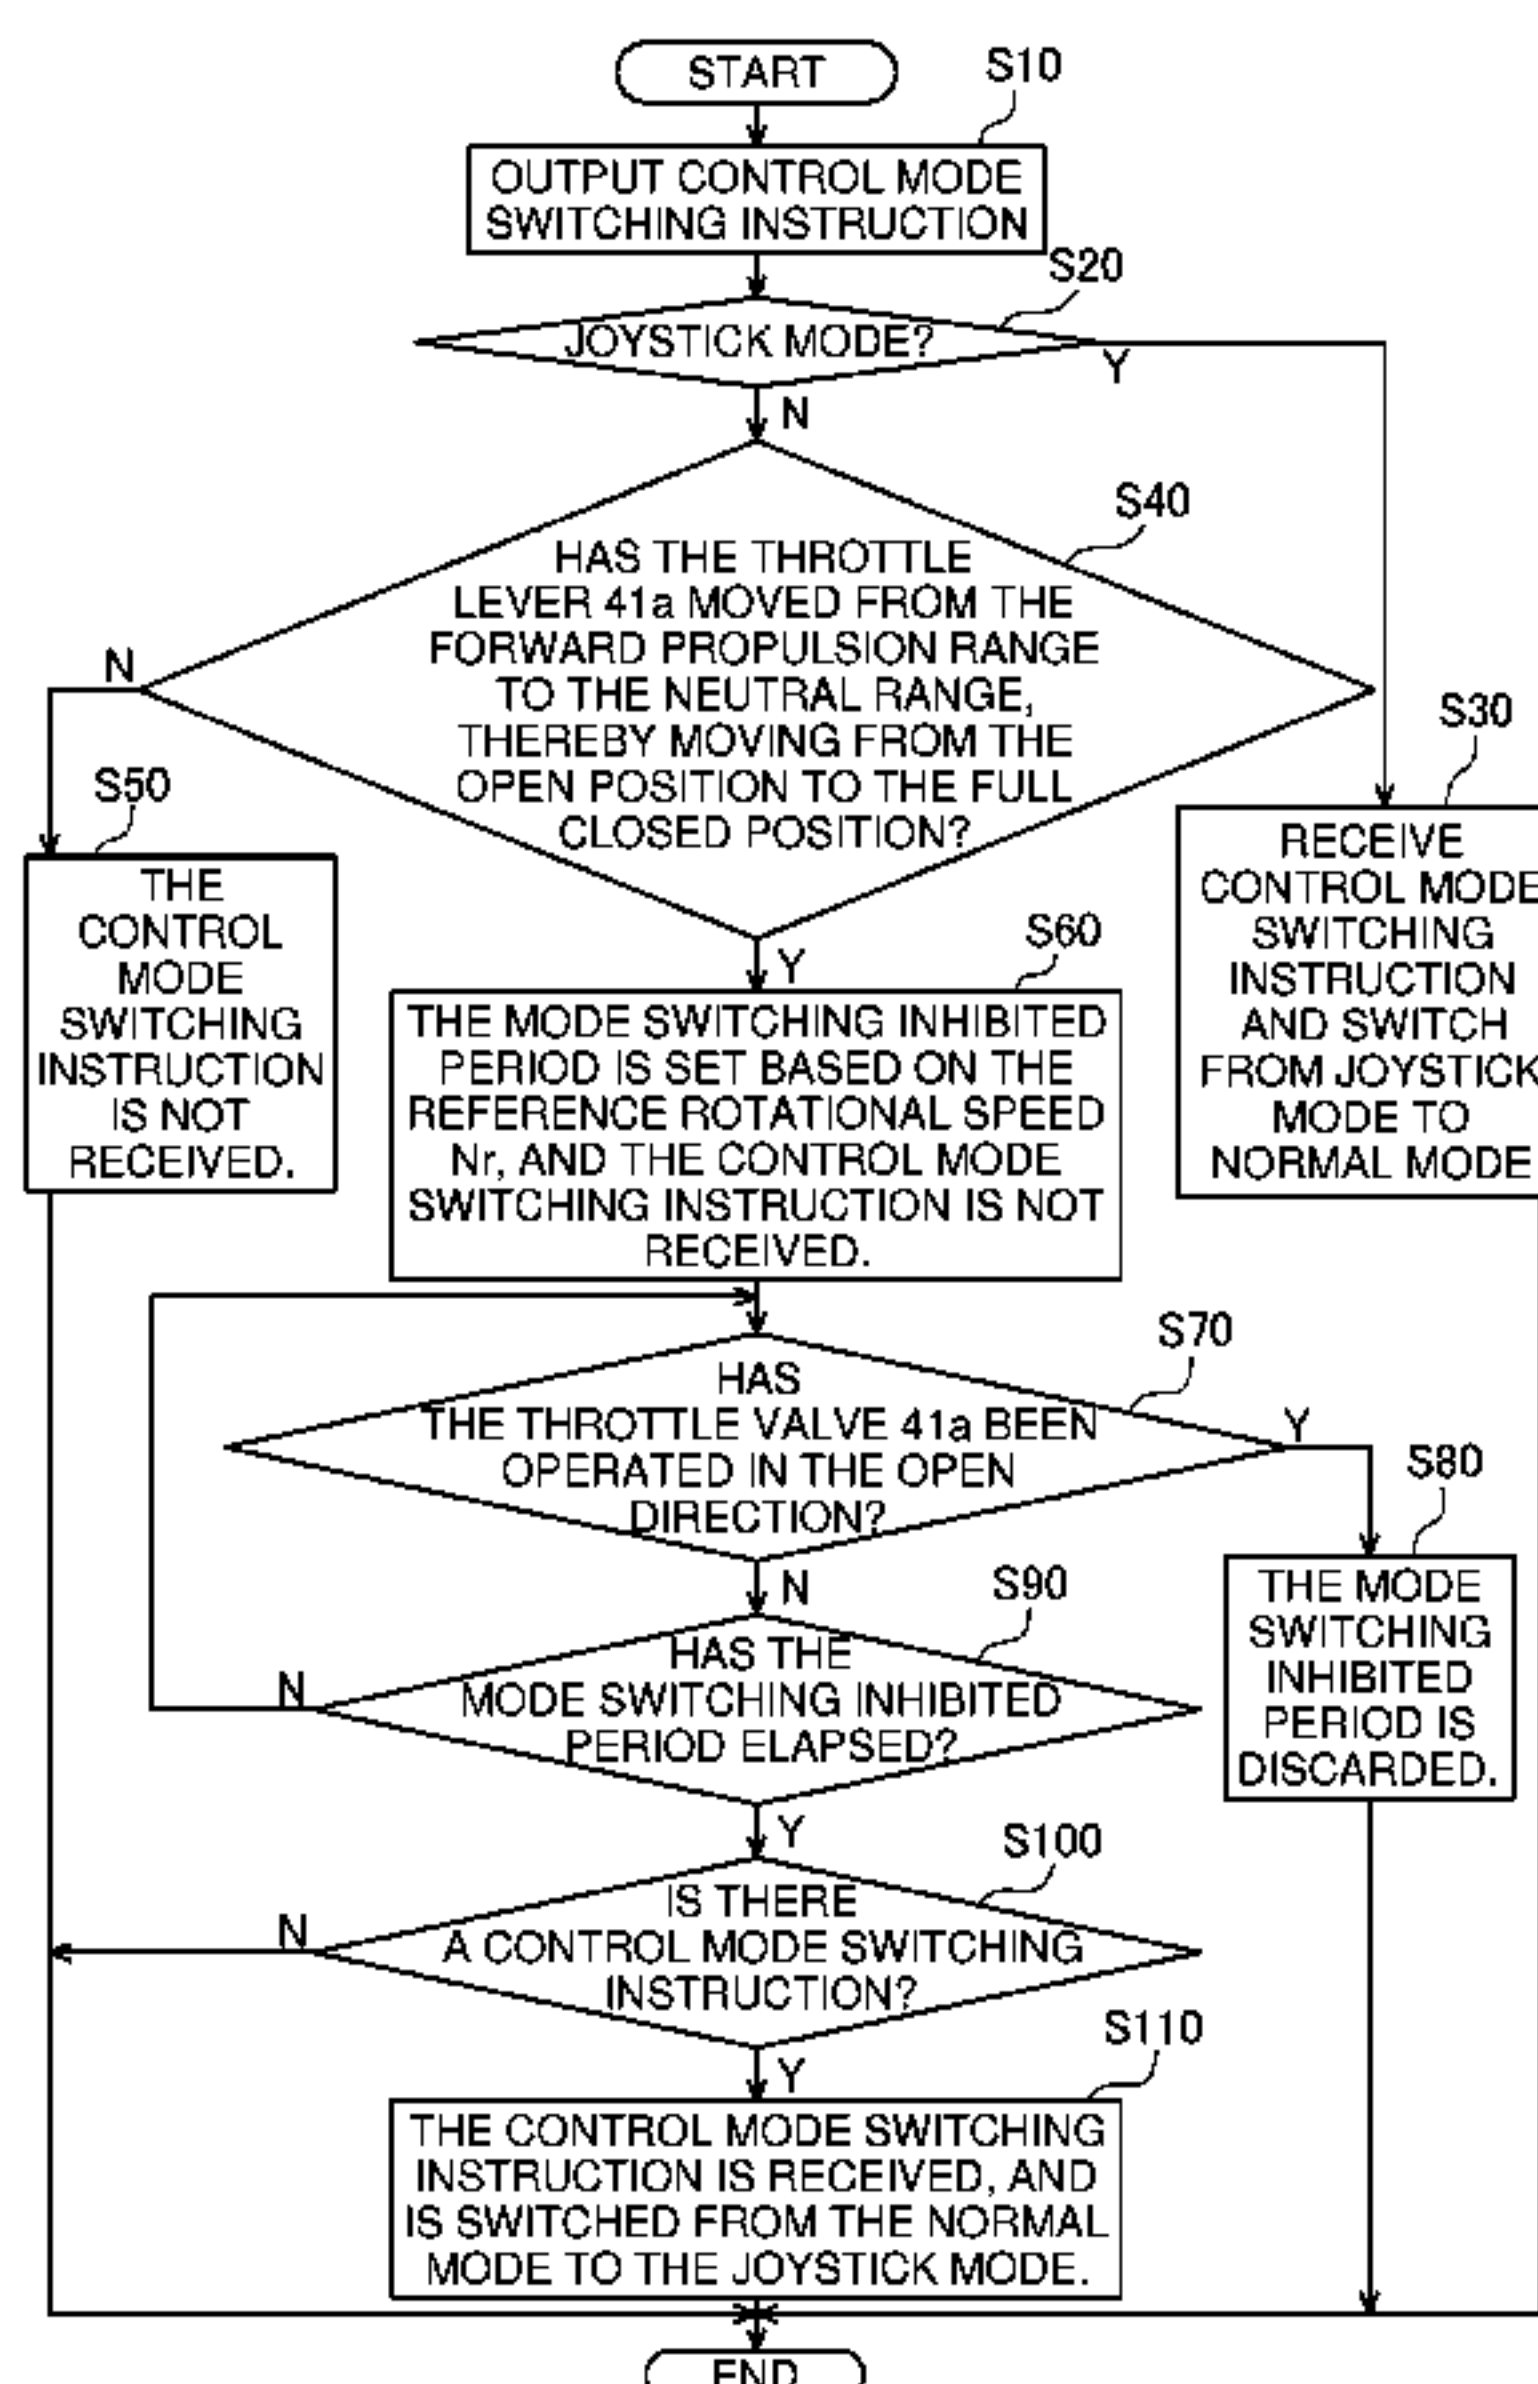 START
S10
OUTPUT CONTROL MODE
SWITCHING INSTRUCTION
S20
JOYSTICK MODE?
Y
N
S40
HAS THE THROTTLE
LEVER 41a MOVED FROM THE
FORWARD PROPULSION RANGE
TO THE NEUTRAL RANGE,
THEREBY MOVING FROM THE
OPEN POSITION TO THE FULL
CLOSED POSITION?
N
Y
S30
RECEIVE
CONTROL MODE
SWITCHING
INSTRUCTION
AND SWITCH
FROM JOYSTICK
MODE TO
NORMAL MODE
S50
THE
CONTROL
MODE
SWITCHING
INSTRUCTION
IS NOT
RECEIVED.
S60
THE MODE SWITCHING INHIBITED
PERIOD IS SET BASED ON THE
REFERENCE ROTATIONAL SPEED
Nr, AND THE CONTROL MODE
SWITCHING INSTRUCTION IS NOT
RECEIVED.
S70
HAS
THE THROTTLE VALVE 41a BEEN
OPERATED IN THE OPEN
DIRECTION?
Y
N
S80
THE MODE
SWITCHING
INHIBITED
PERIOD IS
DISCARDED.
S90
HAS THE
MODE SWITCHING INHIBITED
PERIOD ELAPSED?
N
Y
S100
IS THERE
A CONTROL MODE SWITCHING
INSTRUCTION?
N
Y
S110
THE CONTROL MODE SWITCHING
INSTRUCTION IS RECEIVED, AND
IS SWITCHED FROM THE NORMAL
MODE TO THE JOYSTICK MODE.
END